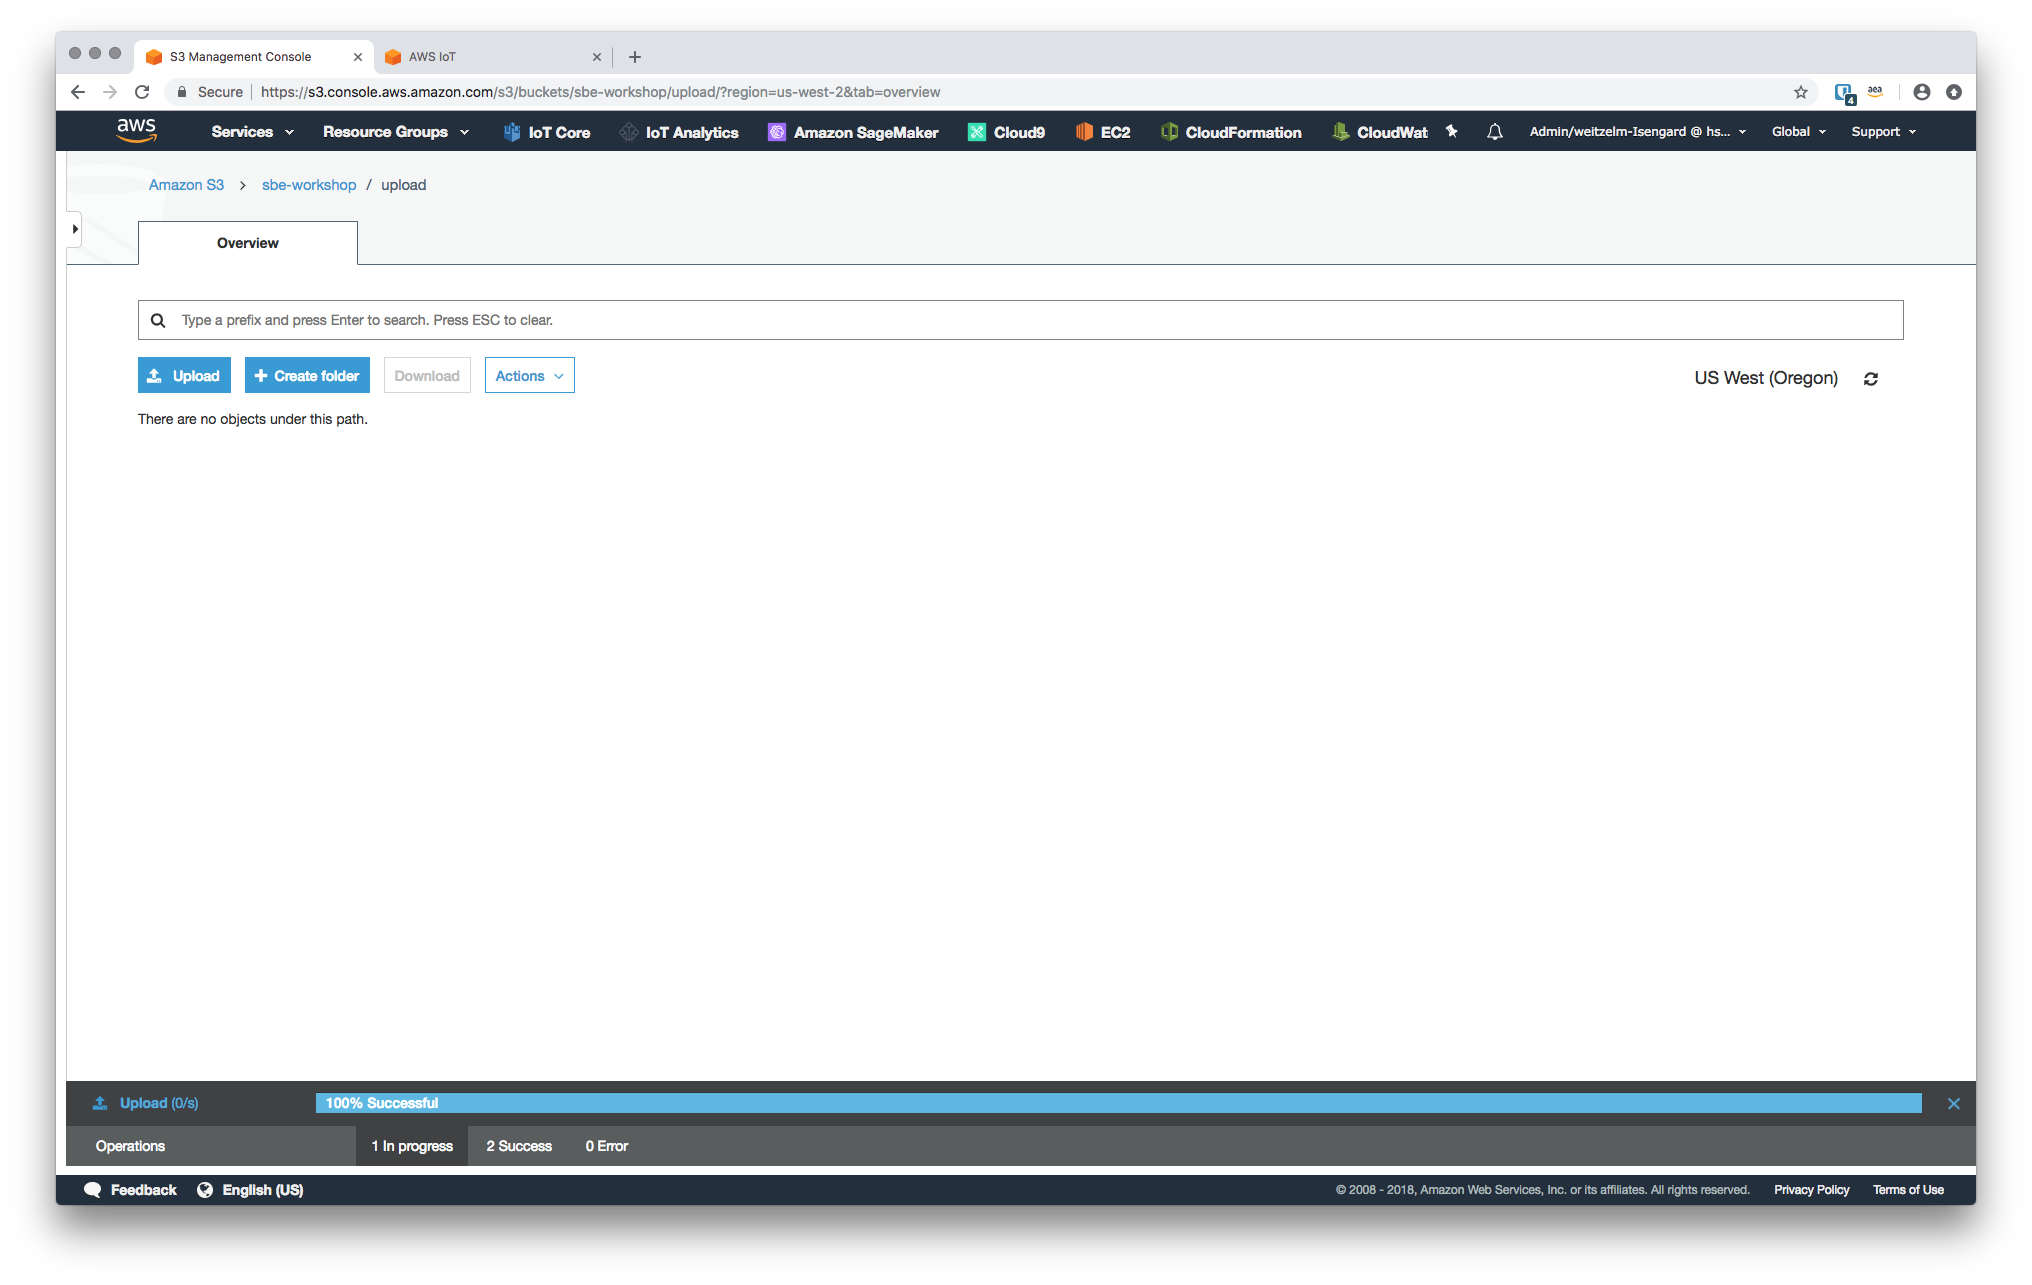 S3 Management Console
AWS IoT
Secure
https://s3.console.aws.amazon.com/s3/buckets/sbe-workshop/upload/?region=us-west-2&tab=overview
4
aea
aws
Services
Resource Groups
IoT Core
IoT Analytics
Amazon SageMaker
Cloud9
EC2
CloudFormation
CloudWat
Admin/weitzelm-Isengard @ hs...
Global
Support
Amazon S3 > sbe-workshop / upload
Overview
Type a prefix and press Enter to search. Press ESC to clear.
Upload
Create folder
Download
Actions
US West (Oregon)
There are no objects under this path.
Upload (0/s)
100% Successful
Operations
1 In progress
2 Success
0 Error
Feedback
English (US)
© 2008 - 2018, Amazon Web Services, Inc. or its affiliates. All rights reserved.
Privacy Policy
Terms of Use